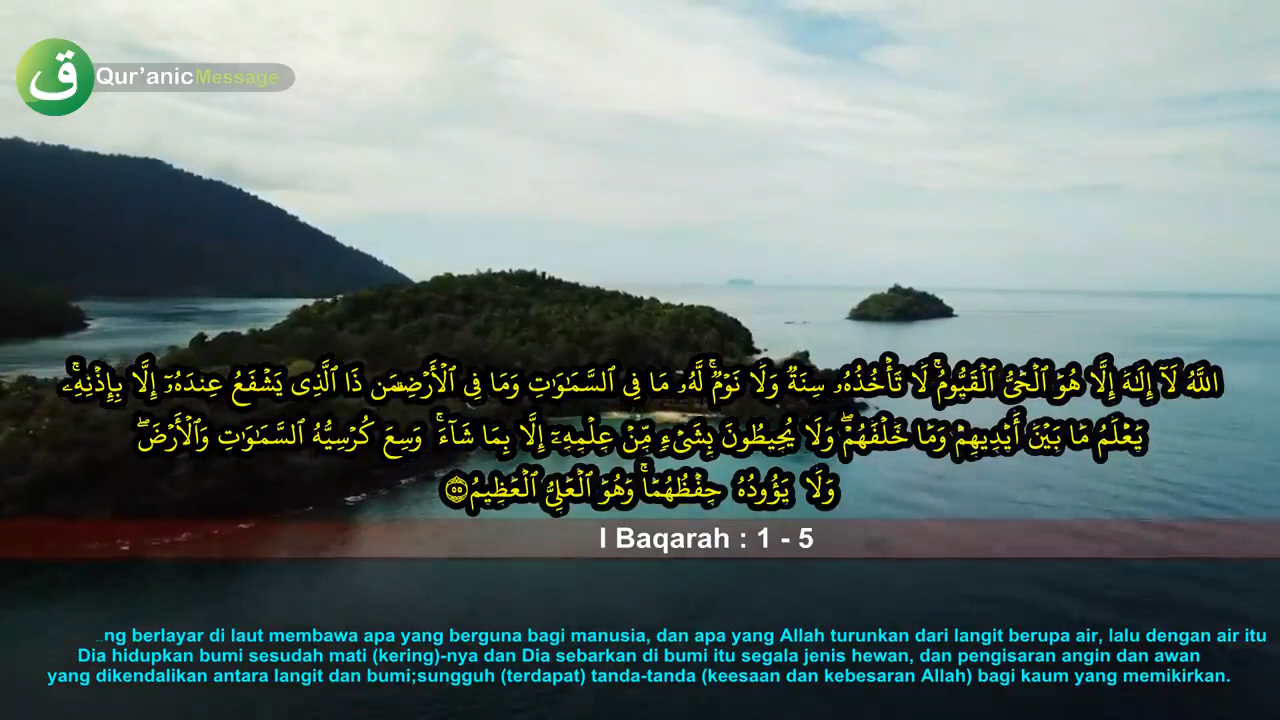 ق
Qur’anicMessage
اللَّهُ لَآ إِلَٰهَ إِلَّا هُوَ ٱلْحَىُّ ٱلْقَيُّومُ ۚ لَا تَأْخُذُهُۥ سِنَةٌ وَلَا نَوْمٌ ۚ لَّهُۥ مَا فِى ٱلسَّمَٰوَٰتِ وَمَا فِى ٱلْأَرْضِ ۗ مَن ذَا ٱلَّذِى يَشْفَعُ عِندَهُۥٓ إِلَّا بِإِذْنِهِۦ ۚ
يَعْلَمُ مَا بَيْنَ أَيْدِيهِمْ وَمَا خَلْفَهُمْ ۖ وَلَا يُحِيطُونَ بِشَىْءٍ مِّنْ عِلْمِهِۦٓ إِلَّا بِمَا شَآءَ ۚ وَسِعَ كُرْسِيُّهُ ٱلسَّمَٰوَٰتِ وَٱلْأَرْضَ ۖ
وَلَا يَـُٔودُهُۥ حِفْظُهُمَا ۚ وَهُوَ ٱلْعَلِىُّ ٱلْعَظِيمُ ٢٥٥
l Baqarah : 1 - 5
ng berlayar di laut membawa apa yang berguna bagi manusia, dan apa yang Allah turunkan dari langit berupa air, lalu dengan air itu
Dia hidupkan bumi sesudah mati (kering)-nya dan Dia sebarkan di bumi itu segala jenis hewan, dan pengisaran angin dan awan
yang dikendalikan antara langit dan bumi;sungguh (terdapat) tanda-tanda (keesaan dan kebesaran Allah) bagi kaum yang memikirkan.